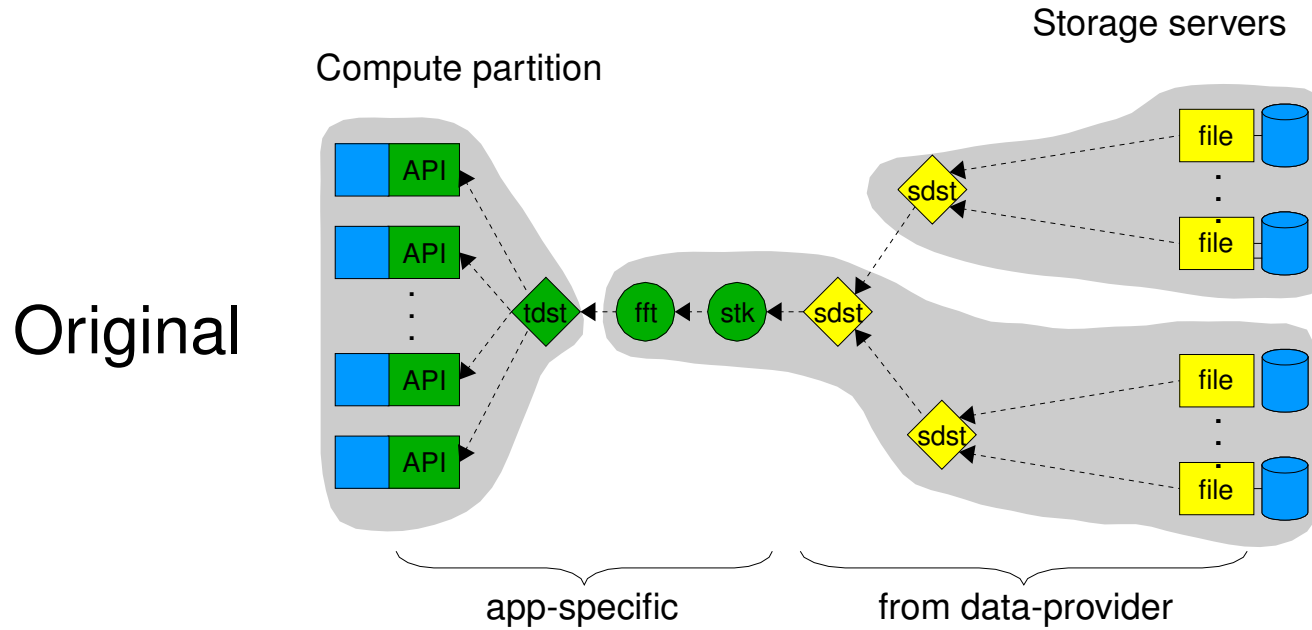 Storage servers
Compute partition
file
API
sdst
file
API
Original
tdst
fft
stk
sdst
file
API
sdst
API
file
app-specific
from data-provider